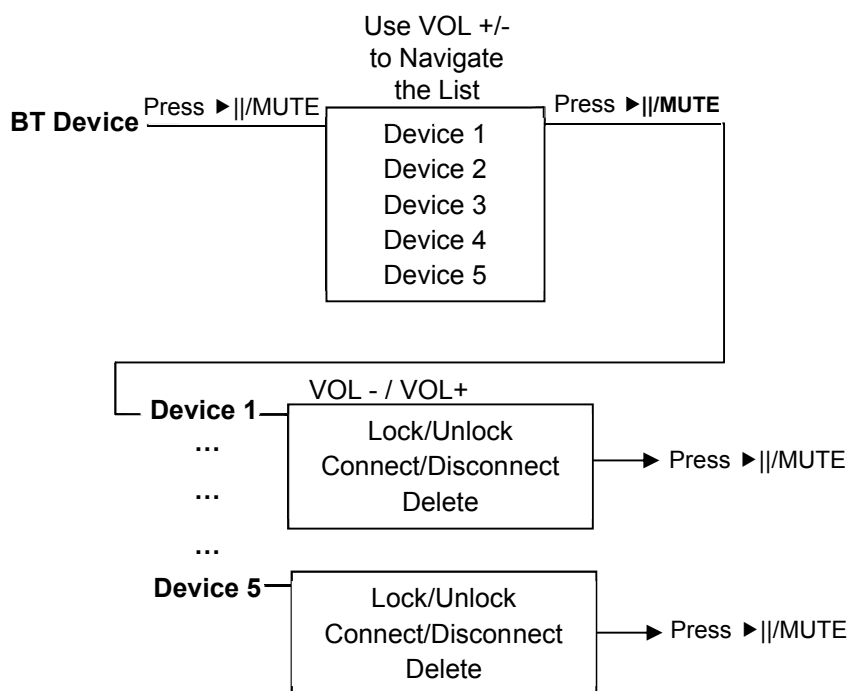 Use VOL +/-
to Navigate
the List
BT Device
Press ►||/MUTE
Device 1
Device 2
Device 3
Device 4
Device 5
Press ►||/MUTE
Device 1
...
...
...
VOL - / VOL+
Lock/Unlock
Connect/Disconnect
Delete
Press ►||/MUTE
Device 5
Lock/Unlock
Connect/Disconnect
Delete
Press ►||/MUTE